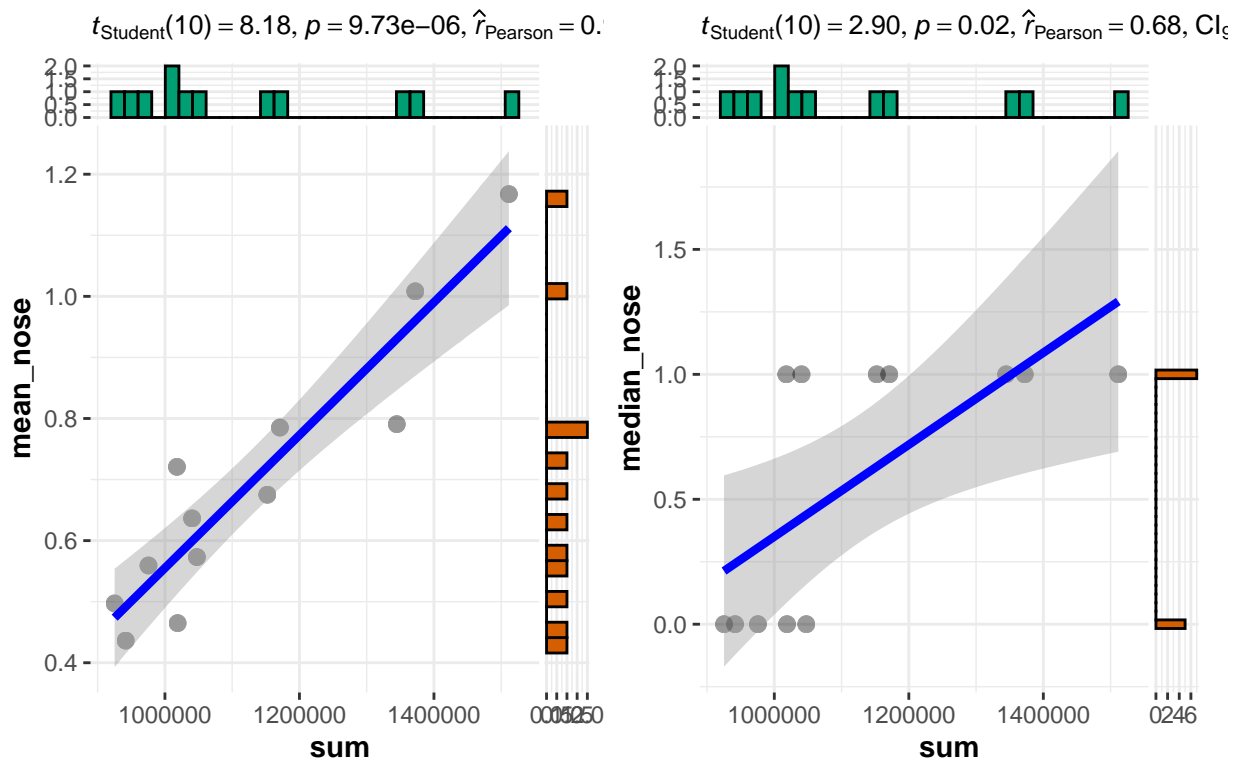 t Student(10) = 8.18, p = 9.73e−06, r̂ Pearson = 0.
t Student(10) = 2.90, p = 0.02, r̂ Pearson = 0.68, CI
2.0
1.5
1.0
0.5
0.0
2.0
1.5
1.0
0.5
0.0
mean_nose
1.2
1.0
0.8
0.6
0.4
median_nose
1.5
1.0
0.5
0.0
1000000 1200000 1400000
sum
1000000 1200000 1400000 0246
sum